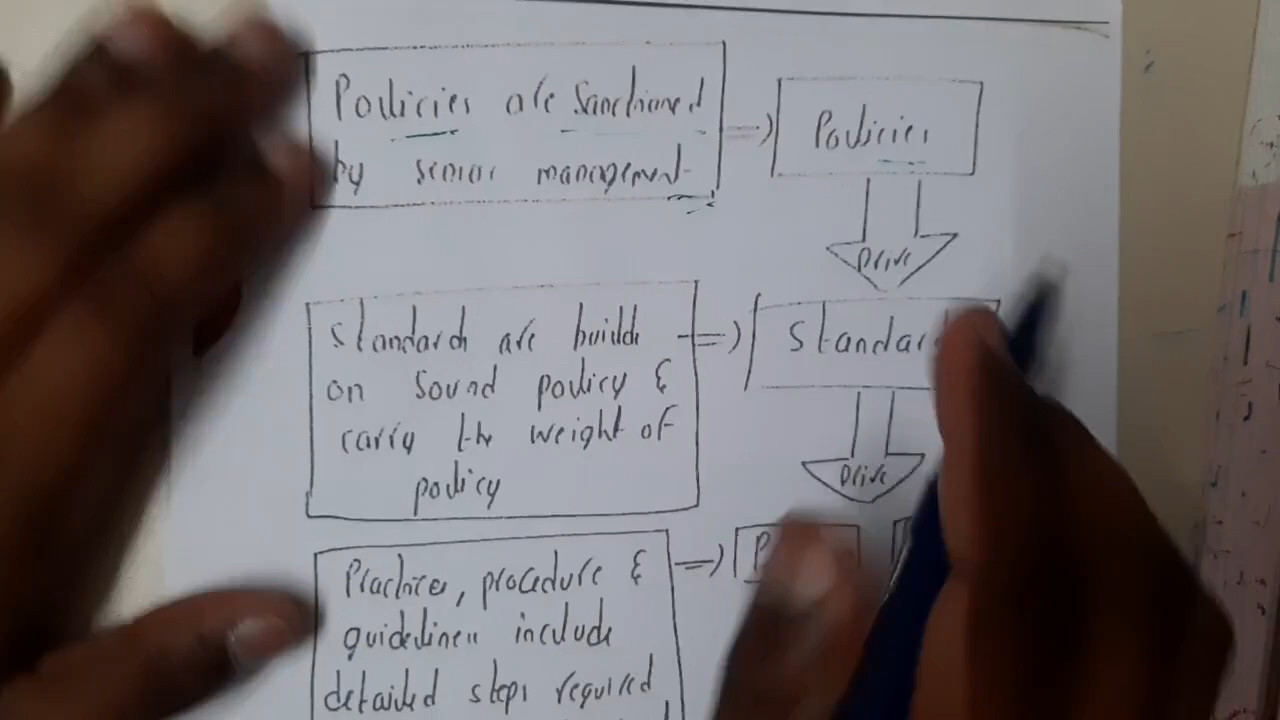 Policies are Sanctioned
by senior management
Policies
Drive
Standards are builds
on sound policy &
carry the weight of
policy
Standard
Drive
Practices, procedure &
guidelines include
detailed steps required
P